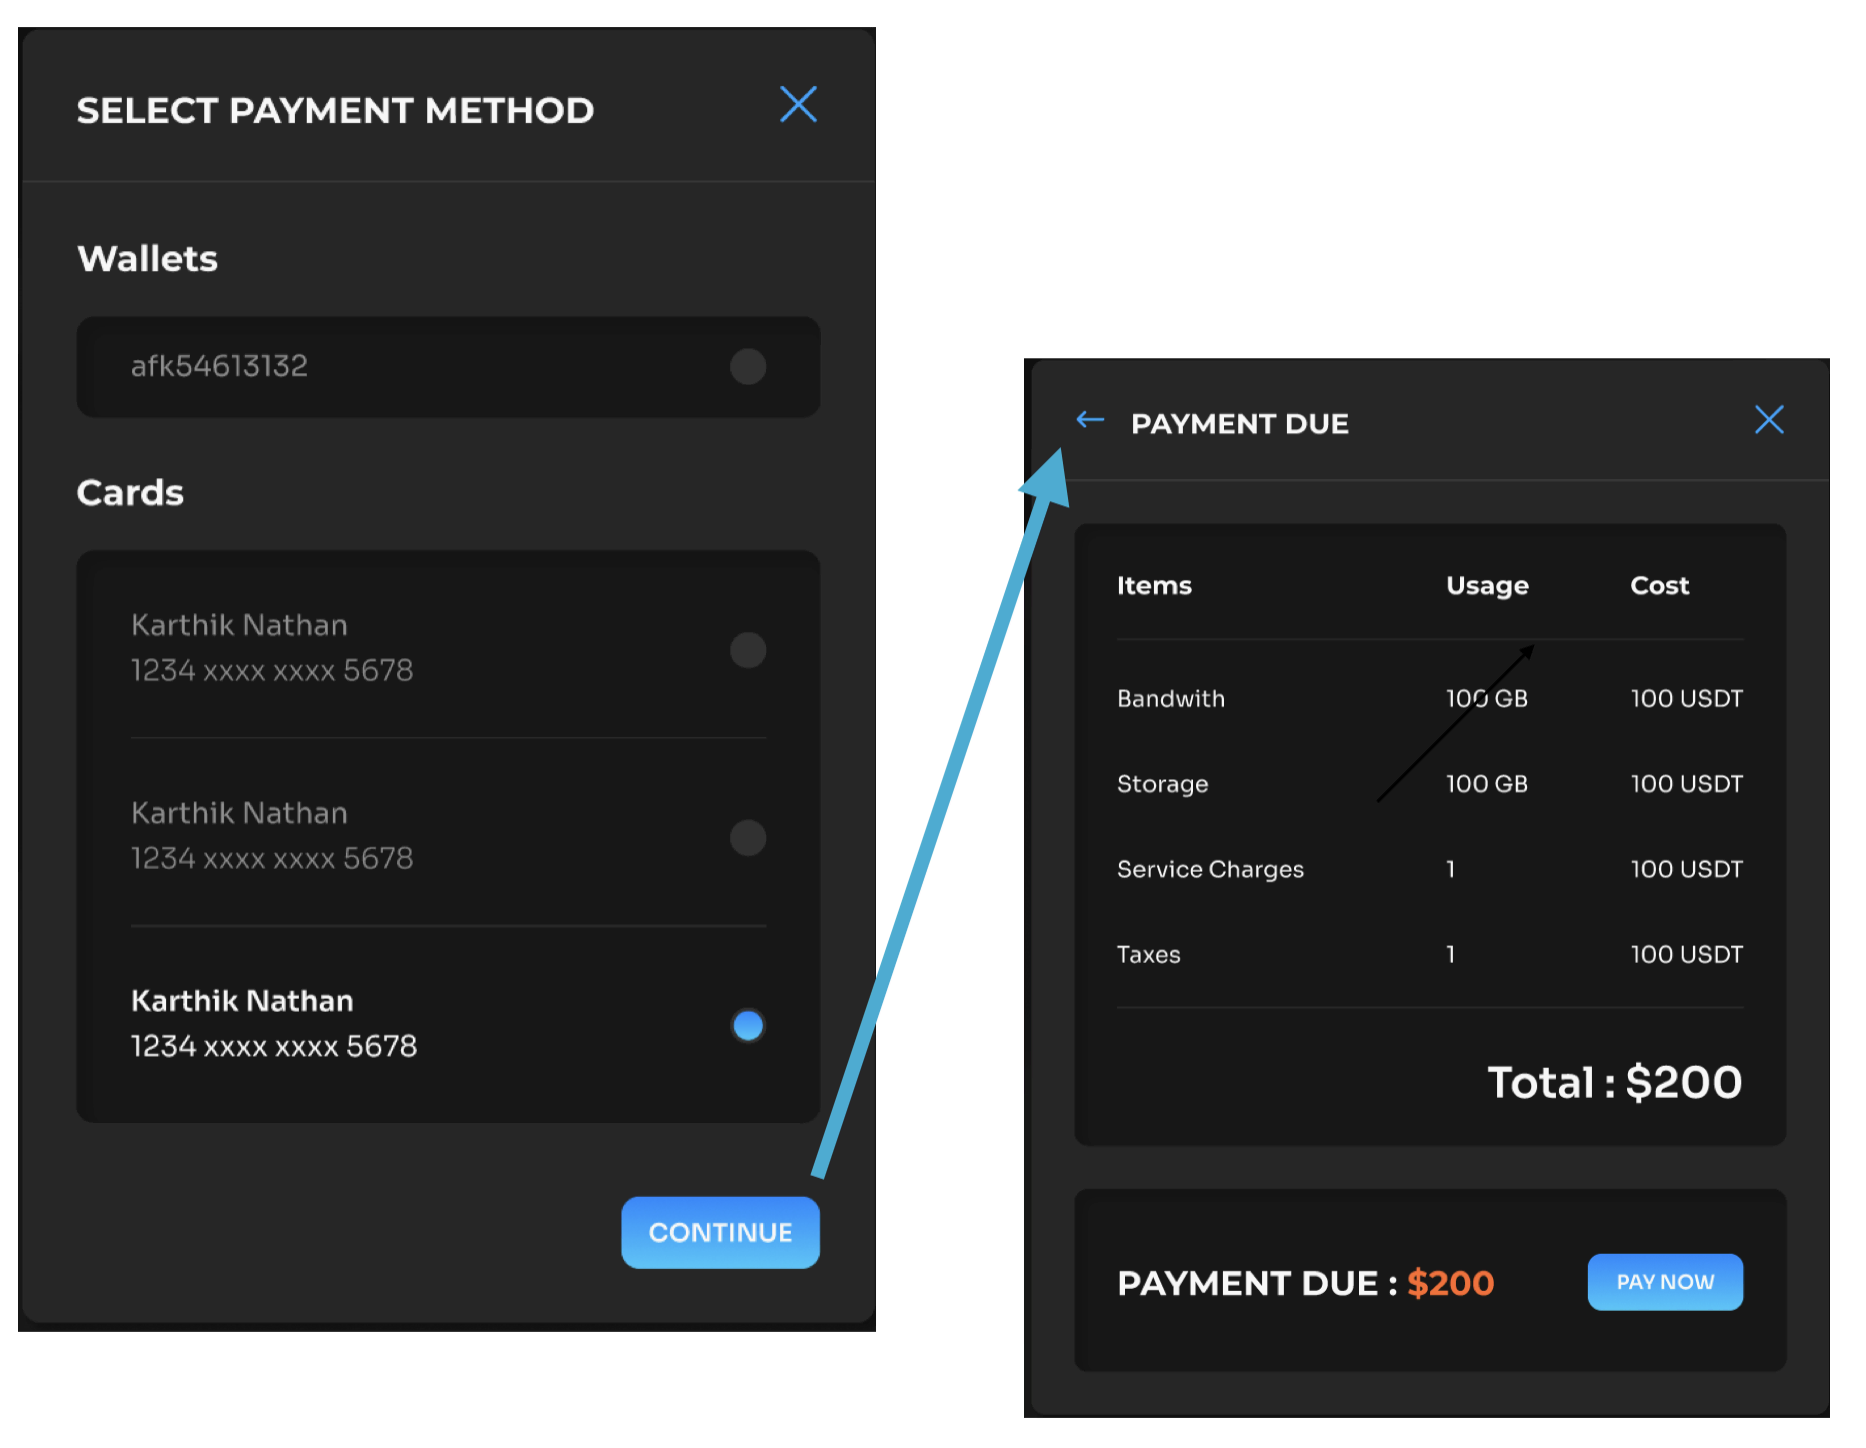 SELECT PAYMENT METHOD
Wallets
afk54613132
Cards
Karthik Nathan
1234 xxxx xxxx 5678
Karthik Nathan
1234 xxxx xxxx 5678
Karthik Nathan
1234 xxxx xxxx 5678
CONTINUE
PAYMENT DUE
Items Usage Cost
Bandwith 100 GB 100 USDT
Storage 100 GB 100 USDT
Service Charges 1 100 USDT
Taxes 1 100 USDT
Total : $200
PAYMENT DUE : $200 PAY NOW